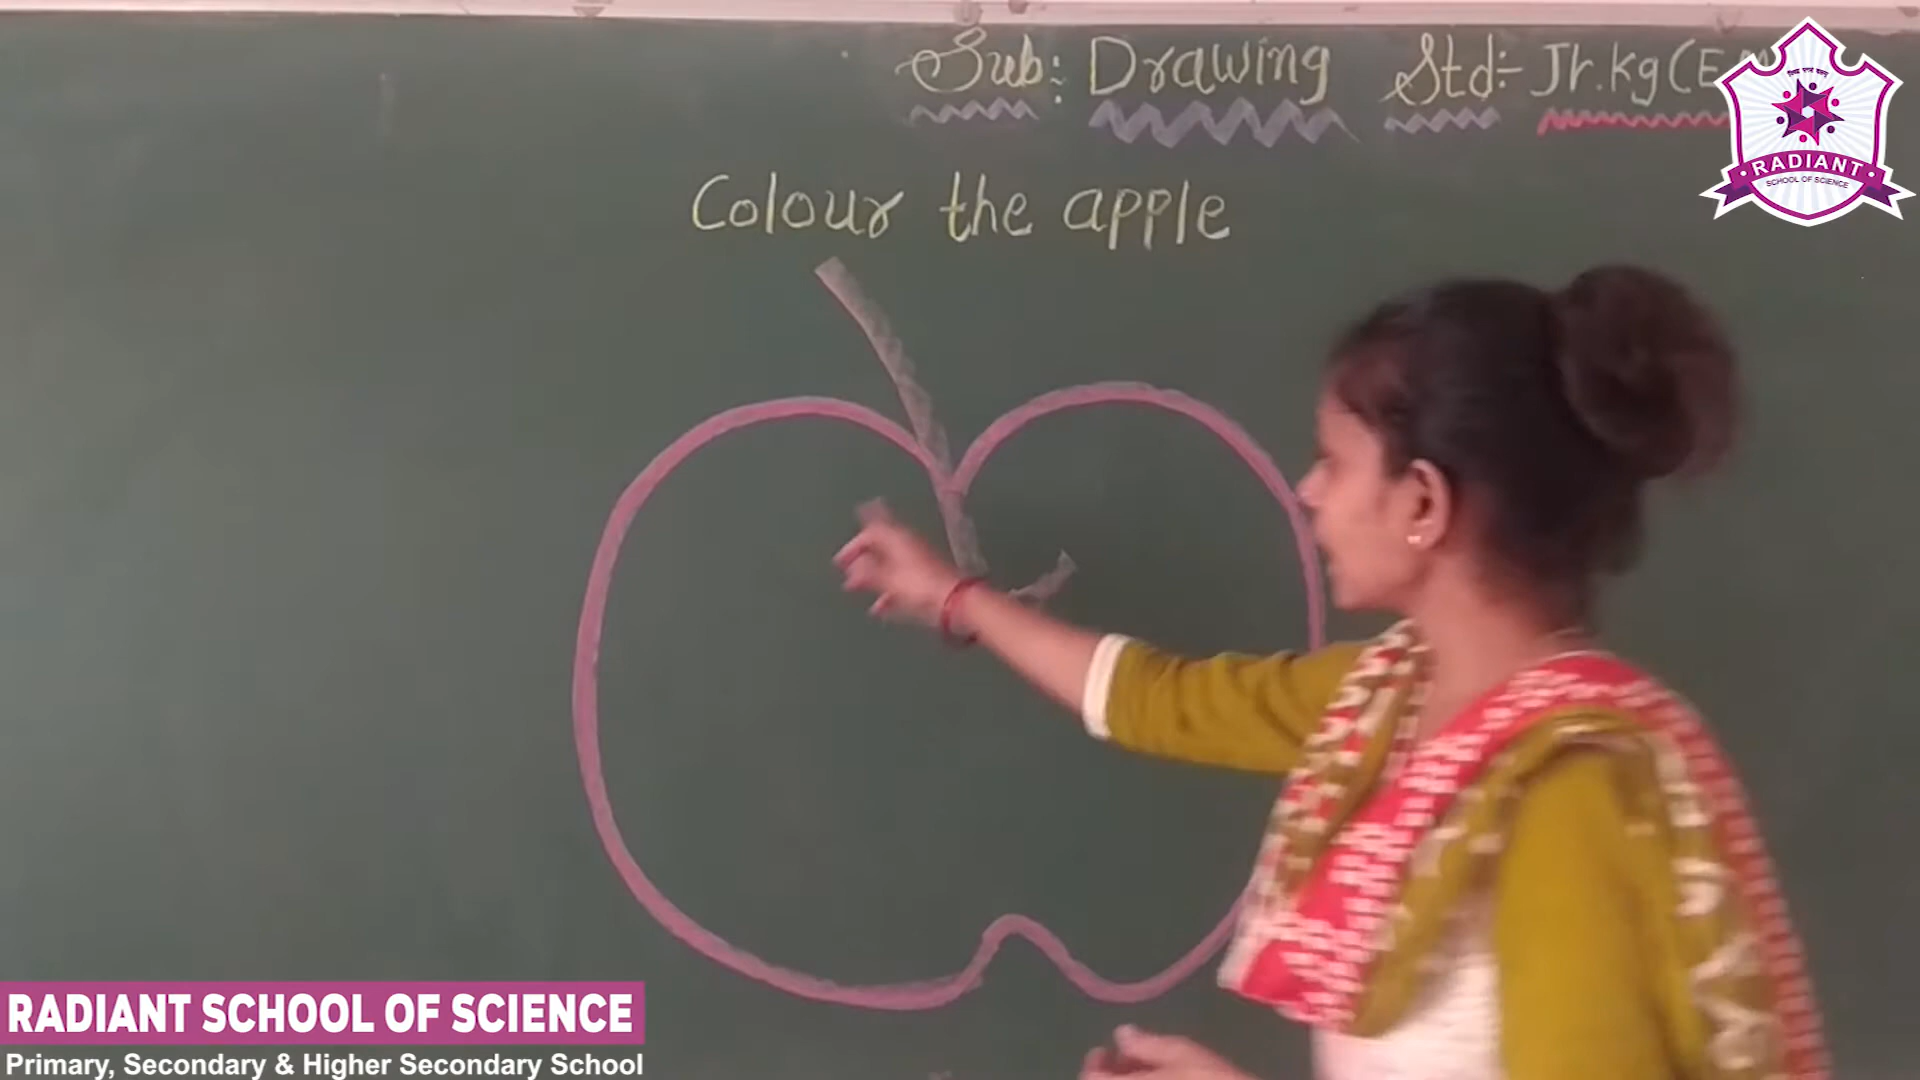 Sub: Drawing Std:- Jr.kg(E
Colour the apple
RADIANT
SCHOOL OF SCIENCE
RADIANT SCHOOL OF SCIENCE
Primary, Secondary & Higher Secondary School